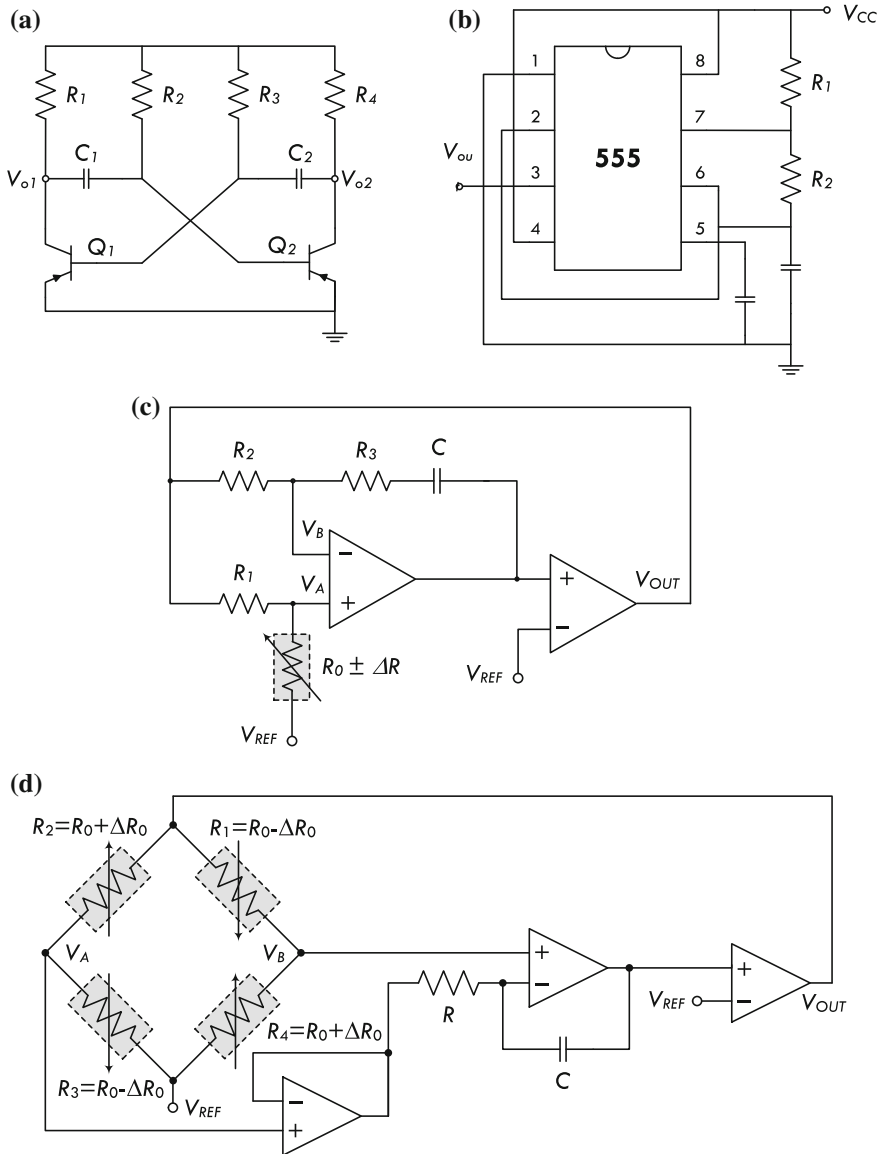 (a)
R1 R2 R3 R4
C1 C2
Vo1 Vo2
Q1 Q2
(b)
VCC
1 8
R1
2 7
Vou
555
3 6
R2
4 5
(c)
R2 R3 C
VB
−
R1 VA
+
+ VOUT
−
R0 ± ΔR
VREF
VREF
(d)
R2=R0+ΔR0 R1=R0-ΔR0
VA VB
+
−
R
+
VREF −
VOUT
R4=R0+ΔR0
C
R3=R0-ΔR0
VREF
−
+